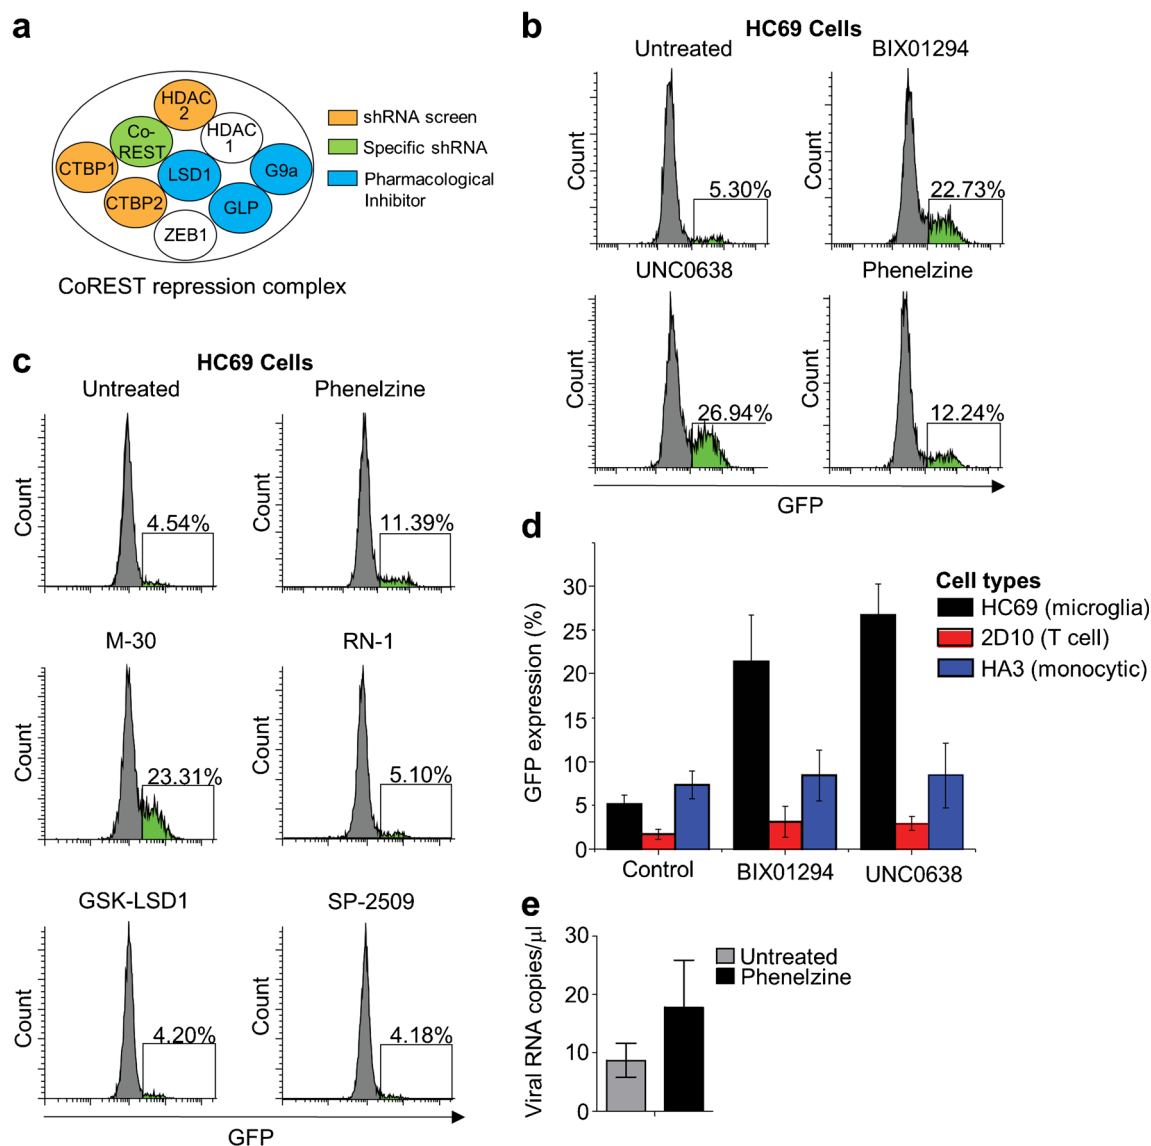 a
HDAC
2
HDAC
1
Co-
REST
CTBP1
LSD1
G9a
CTBP2
GLP
ZEB1
shRNA screen
Specific shRNA
Pharmacological
Inhibitor
CoREST repression complex
b
HC69 Cells
Untreated
BIX01294
Count
5.30%
Count
22.73%
UNC0638
Phenelzine
Count
26.94%
Count
12.24%
GFP
c
HC69 Cells
Untreated
Phenelzine
Count
4.54%
Count
11.39%
M-30
RN-1
Count
23.31%
Count
5.10%
GSK-LSD1
SP-2509
Count
4.20%
Count
4.18%
GFP
d
GFP expression (%)
30
25
20
15
10
5
0
Control
BIX01294
UNC0638
Cell types
HC69 (microglia)
2D10 (T cell)
HA3 (monocytic)
e
Viral RNA copies/µl
30
20
10
0
Untreated
Phenelzine